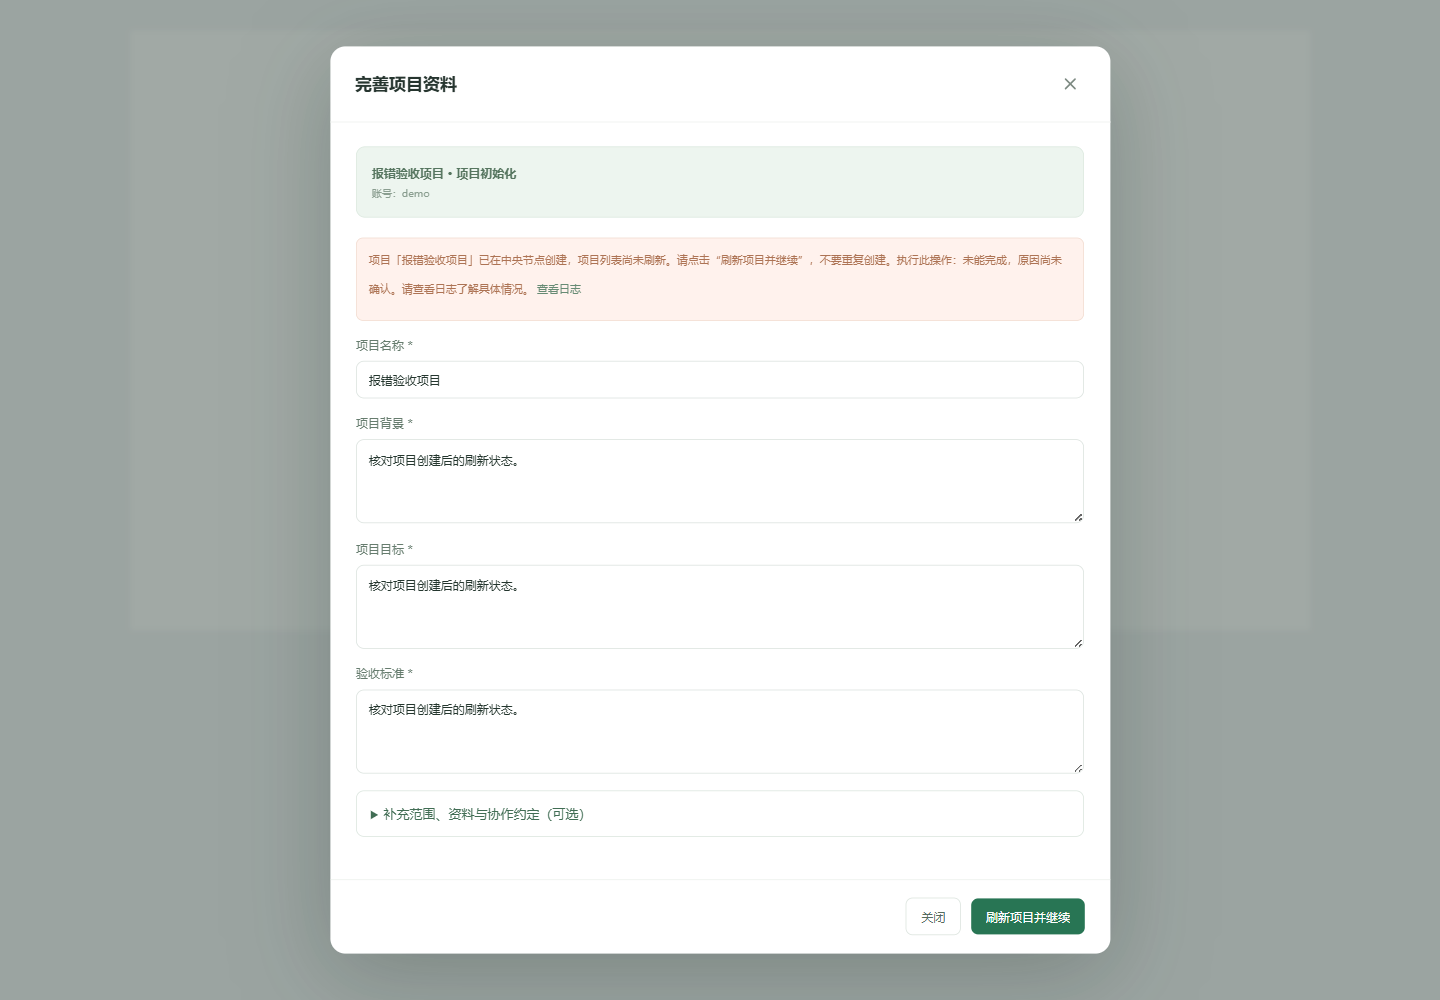 完善项目资料
报错验收项目 • 项目初始化
账号：demo
项目「报错验收项目」已在中央节点创建，项目列表尚未刷新。请点击“刷新项目并继续”，不要重复创建。执行此操作：未能完成，原因尚未
确认。请查看日志了解具体情况。 查看日志
项目名称 *
报错验收项目
项目背景 *
核对项目创建后的刷新状态。
项目目标 *
核对项目创建后的刷新状态。
验收标准 *
核对项目创建后的刷新状态。
▶ 补充范围、资料与协作约定（可选）
关闭
刷新项目并继续